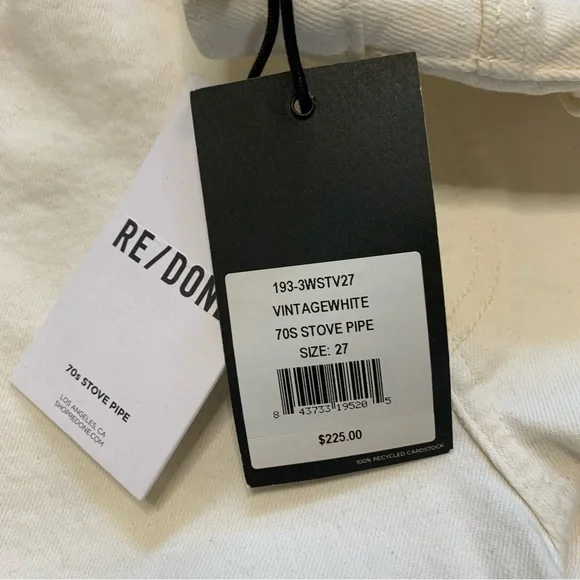 RE/DONE
70s STOVE PIPE
LOS ANGELES, CA
SHOPREDONE.COM
193-3WSTV27
VINTAGEWHITE
70S STOVE PIPE
SIZE: 27
8 43733 19520 5
$225.00
100% RECYCLED CARDSTOCK